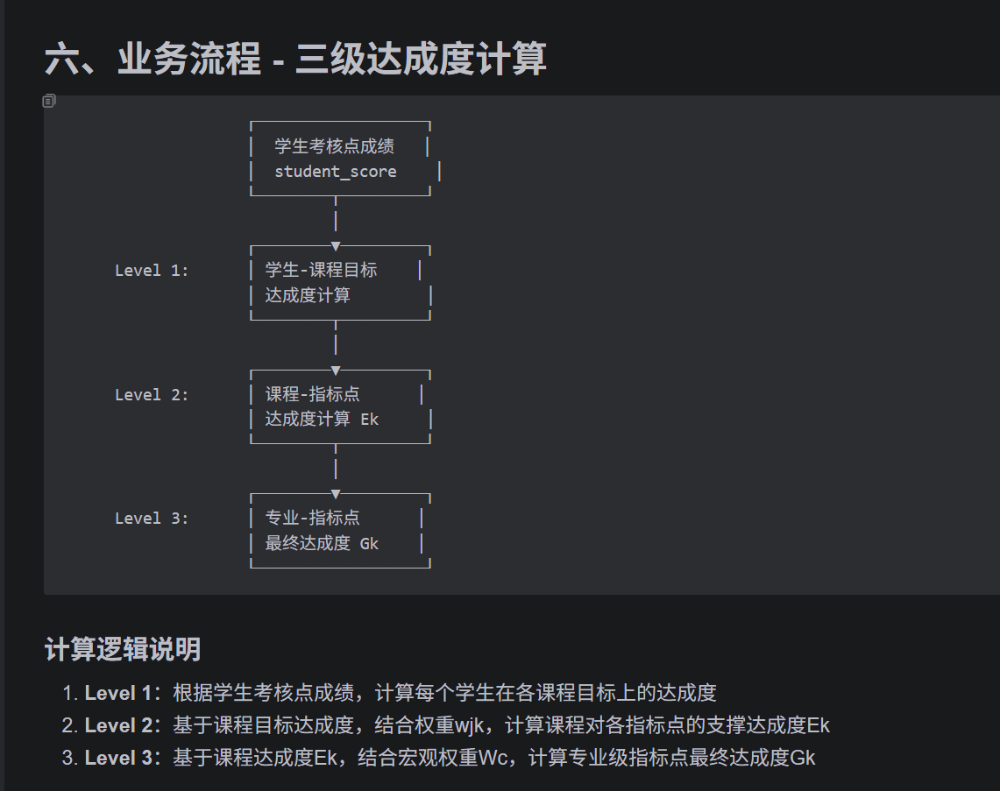 六、业务流程 - 三级达成度计算
学生考核点成绩
student_score
Level 1:
学生-课程目标
达成度计算
Level 2:
课程-指标点
达成度计算 Ek
Level 3:
专业-指标点
最终达成度 Gk
计算逻辑说明
1. Level 1：根据学生考核点成绩，计算每个学生在各课程目标上的达成度
2. Level 2：基于课程目标达成度，结合权重wjk，计算课程对各指标点的支撑达成度Ek
3. Level 3：基于课程达成度Ek，结合宏观权重Wc，计算专业级指标点最终达成度Gk